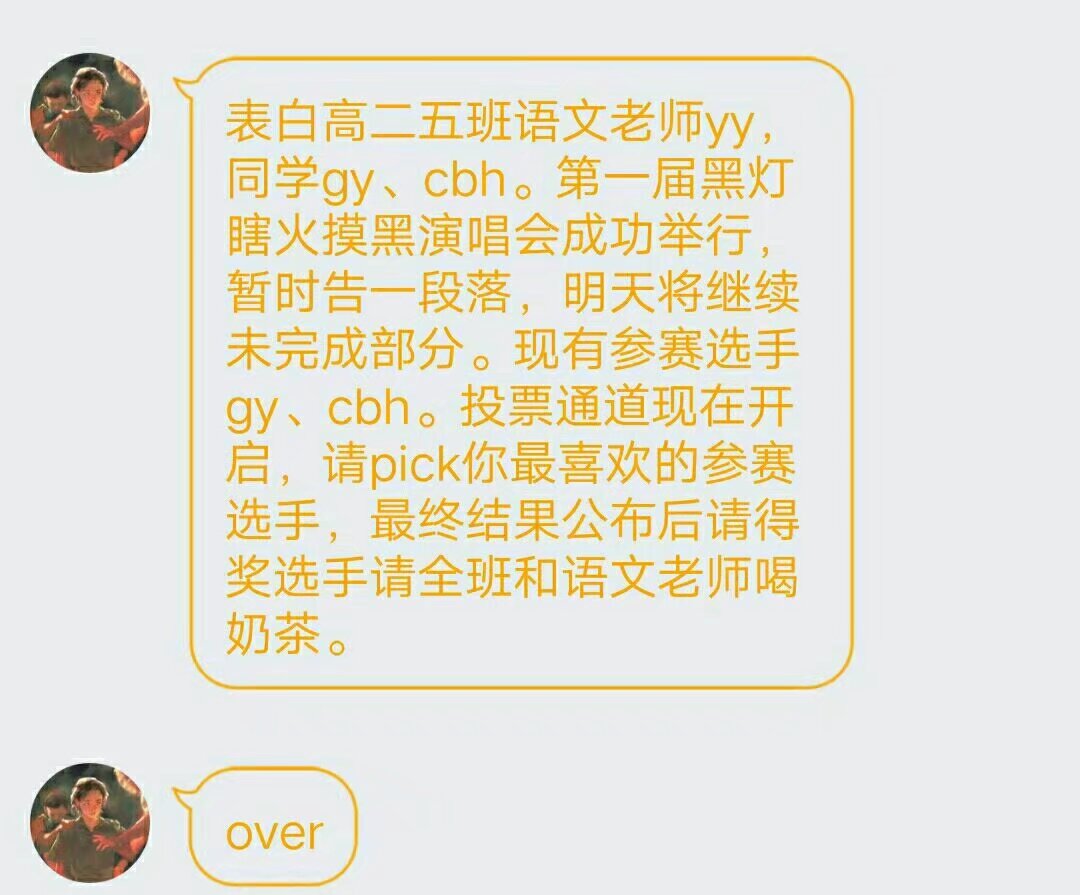 表白高二五班语文老师yy，
同学gy、cbh。第一届黑灯
瞎火摸黑演唱会成功举行，
暂时告一段落，明天将继续
未完成部分。现有参赛选手
gy、cbh。投票通道现在开
启，请pick你最喜欢的参赛
选手，最终结果公布后请得
奖选手请全班和语文老师喝
奶茶。
over